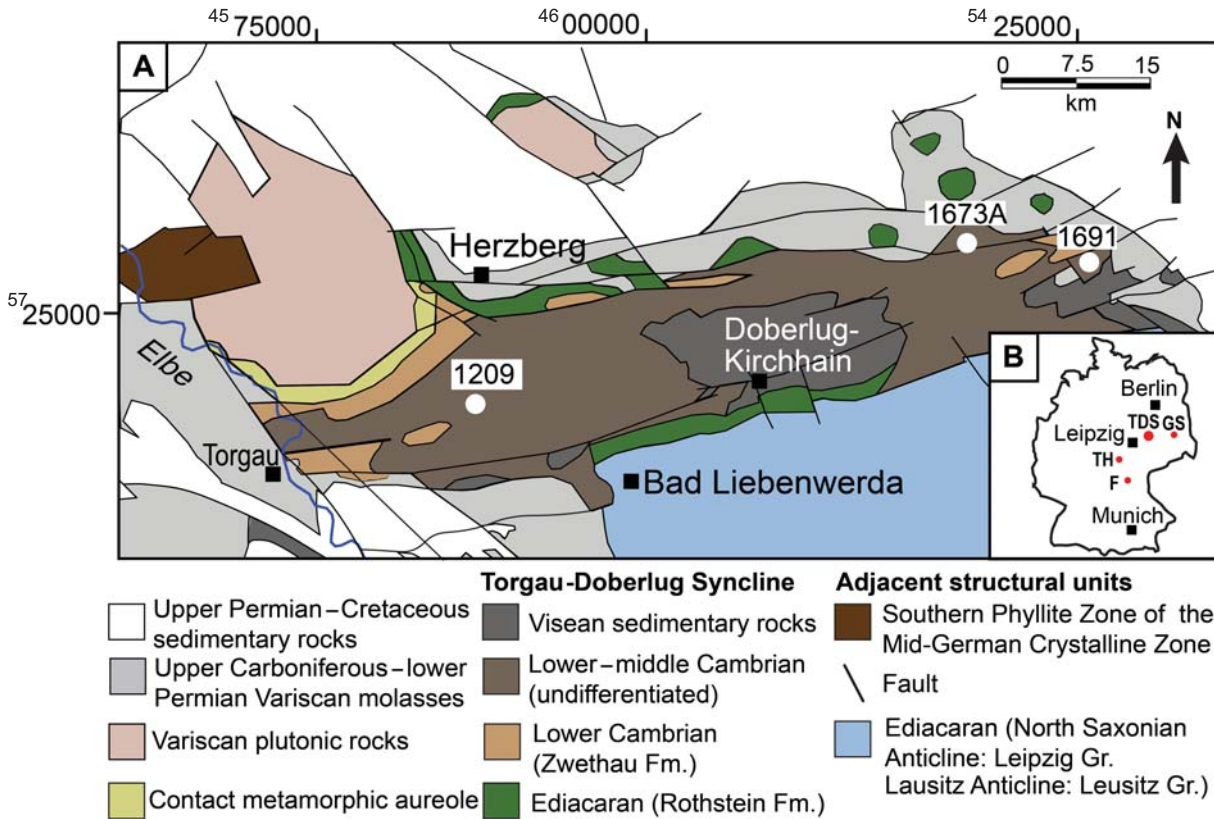 45 75000
46 00000
54 25000
A
0 7.5 15
km
N
1673A
1691
Herzberg
57 25000
Doberlug-
Kirchhain
Elbe
1209
B
Berlin
TDS GS
Leipzig
TH
F
Munich
Torgau
Bad Liebenwerda
Torgau-Doberlug Syncline
Adjacent structural units
Upper Permian–Cretaceous
sedimentary rocks
Visean sedimentary rocks
Southern Phyllite Zone of the
Mid-German Crystalline Zone
Upper Carboniferous–lower
Permian Variscan molasses
Lower–middle Cambrian
(undifferentiated)
Fault
Variscan plutonic rocks
Lower Cambrian
(Zwethau Fm.)
Ediacaran (North Saxonian
Anticline: Leipzig Gr.
Lausitz Anticline: Leusitz Gr.)
Contact metamorphic aureole
Ediacaran (Rothstein Fm.)